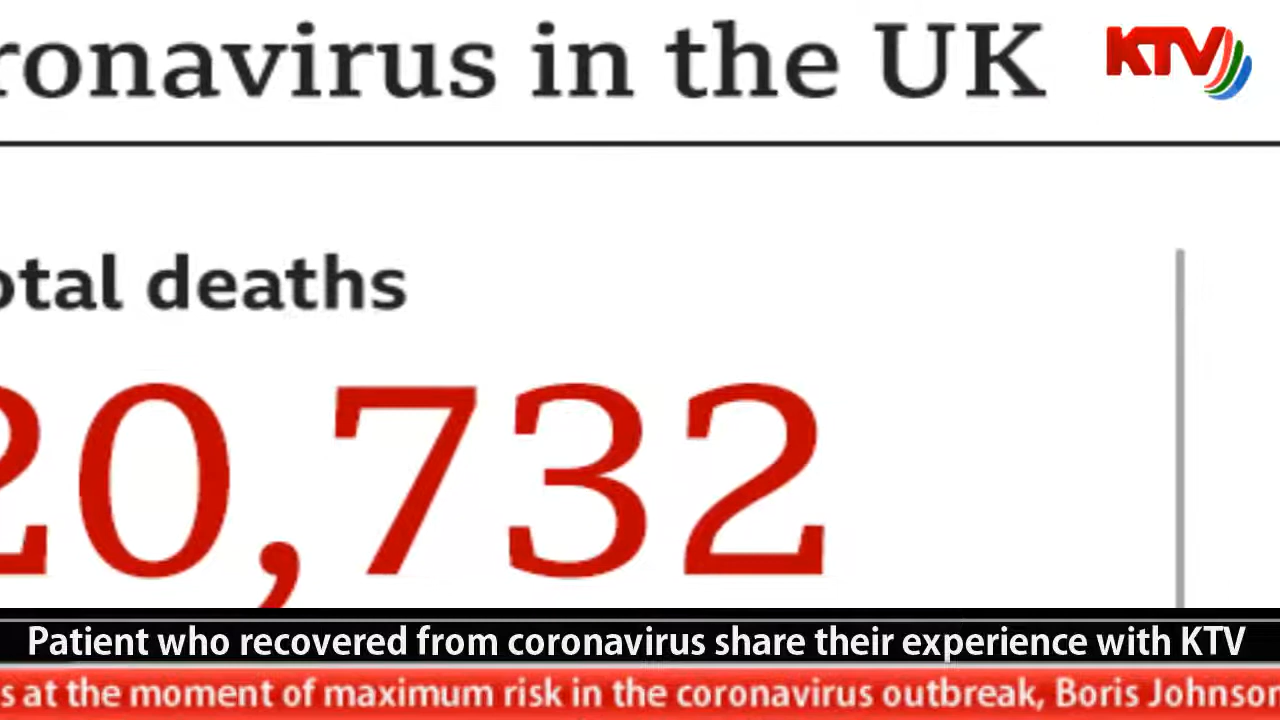 ronavirus in the UK
KTV
otal deaths
20,732
Patient who recovered from coronavirus share their experience with KTV
s at the moment of maximum risk in the coronavirus outbreak, Boris Johnson